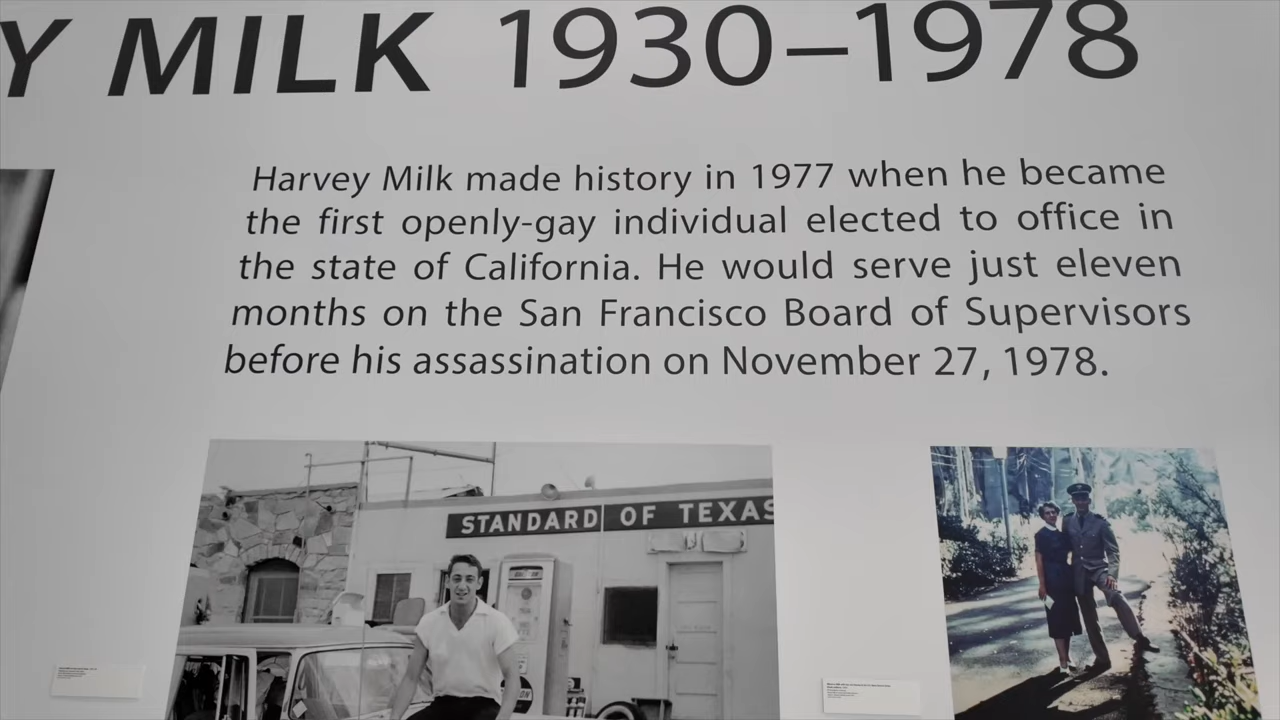 Y MILK 1930–1978
Harvey Milk made history in 1977 when he became
the first openly-gay individual elected to office in
the state of California. He would serve just eleven
months on the San Francisco Board of Supervisors
before his assassination on November 27, 1978.
STANDARD OF TEXAS